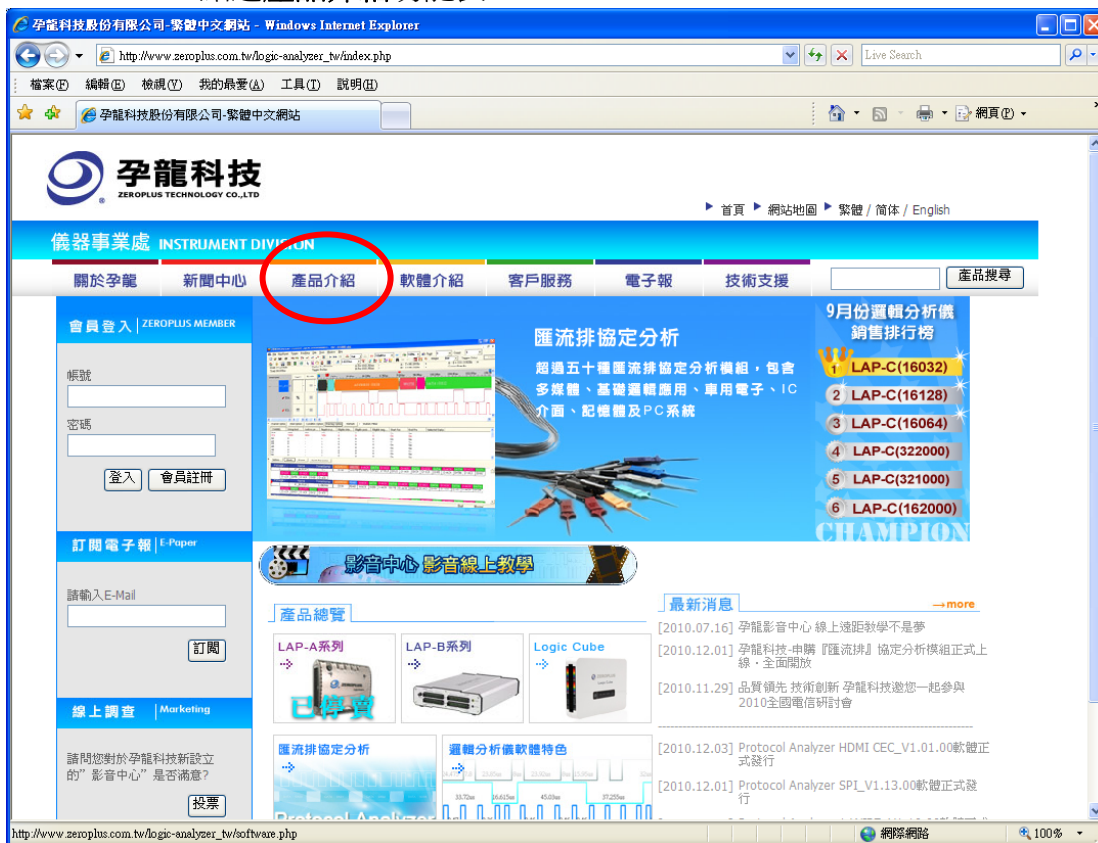 孕龍科技股份有限公司-繁體中文網站 - Windows Internet Explorer
http://www.zeroplus.com.tw/logic-analyzer_tw/index.php
Live Search
檔案(F) 編輯(E) 檢視(V) 我的最愛(A) 工具(T) 說明(H)
孕龍科技股份有限公司-繁體中文網站
網頁(P)
孕龍科技
ZEROPLUS TECHNOLOGY CO.,LTD
首頁 網站地圖 繁體 / 简体 / English
儀器事業處 INSTRUMENT DIVISION
關於孕龍 新聞中心 產品介紹 軟體介紹 客戶服務 電子報 技術支援 產品搜尋
會員登入 ZEROPLUS MEMBER
帳號
密碼
登入 會員註冊
匯流排協定分析
超過五十種匯流排協定分析模組，包含
多媒體、基礎邏輯應用、車用電子、IC
介面、記憶體及PC系統
9月份邏輯分析儀
銷售排行榜
1 LAP-C(16032)
2 LAP-C(16128)
3 LAP-C(16064)
4 LAP-C(322000)
5 LAP-C(321000)
6 LAP-C(162000)
CHAMPION
訂閱電子報 E-Paper
請輸入E-Mail
訂閱
影音中心 影音線上教學
產品總覽
LAP-A系列
已停賣
LAP-B系列
Logic Cube
匯流排協定分析
Protocol Analyzer
邏輯分析儀軟體特色
最新消息 →more
[2010.07.16] 孕龍影音中心 線上遠距教學不是夢
[2010.12.01] 孕龍科技-申購『匯流排』協定分析模組正式上
線・全面開放
[2010.11.29] 品質領先 技術創新 孕龍科技邀您一起參與
2010全國電信研討會
[2010.12.03] Protocol Analyzer HDMI CEC_V1.01.00軟體正
式發行
[2010.12.01] Protocol Analyzer SPI_V1.13.00軟體正式發
行
線上調查 Marketing
請問您對於孕龍科技新設立
的”影音中心”是否滿意?
投票
http://www.zeroplus.com.tw/logic-analyzer_tw/software.php
網際網路
100%